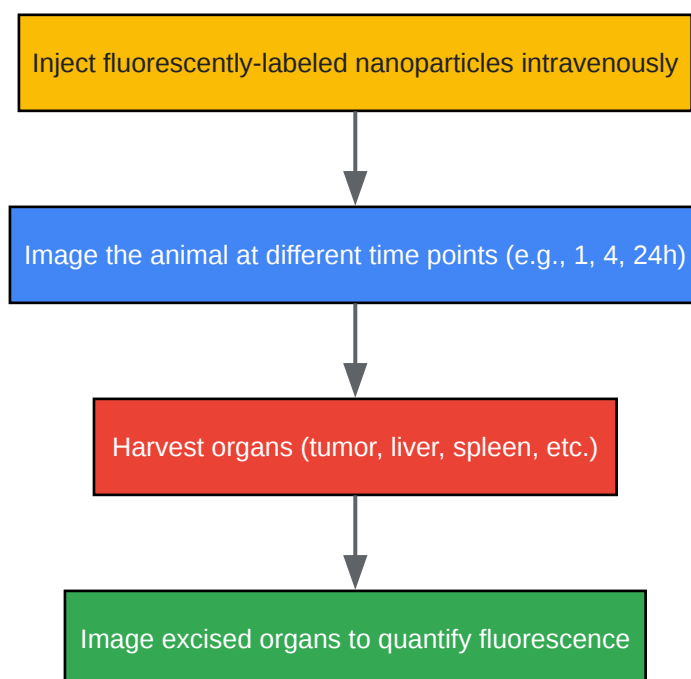 Inject fluorescently-labeled nanoparticles intravenously
Image the animal at different time points (e.g., 1, 4, 24h)
Harvest organs (tumor, liver, spleen, etc.)
Image excised organs to quantify fluorescence